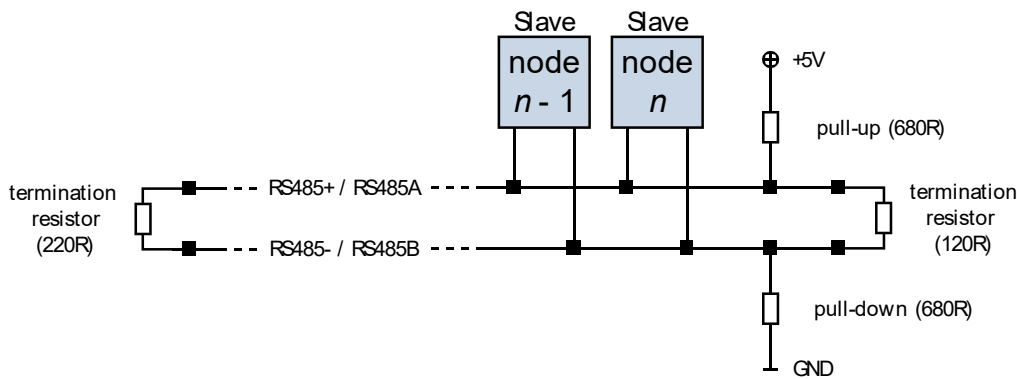 Slave
node
n - 1
Slave
node
n
+5V
pull-up (680R)
termination
resistor
(220R)
RS485+ / RS485A
RS485- / RS485B
termination
resistor
(120R)
pull-down (680R)
GND